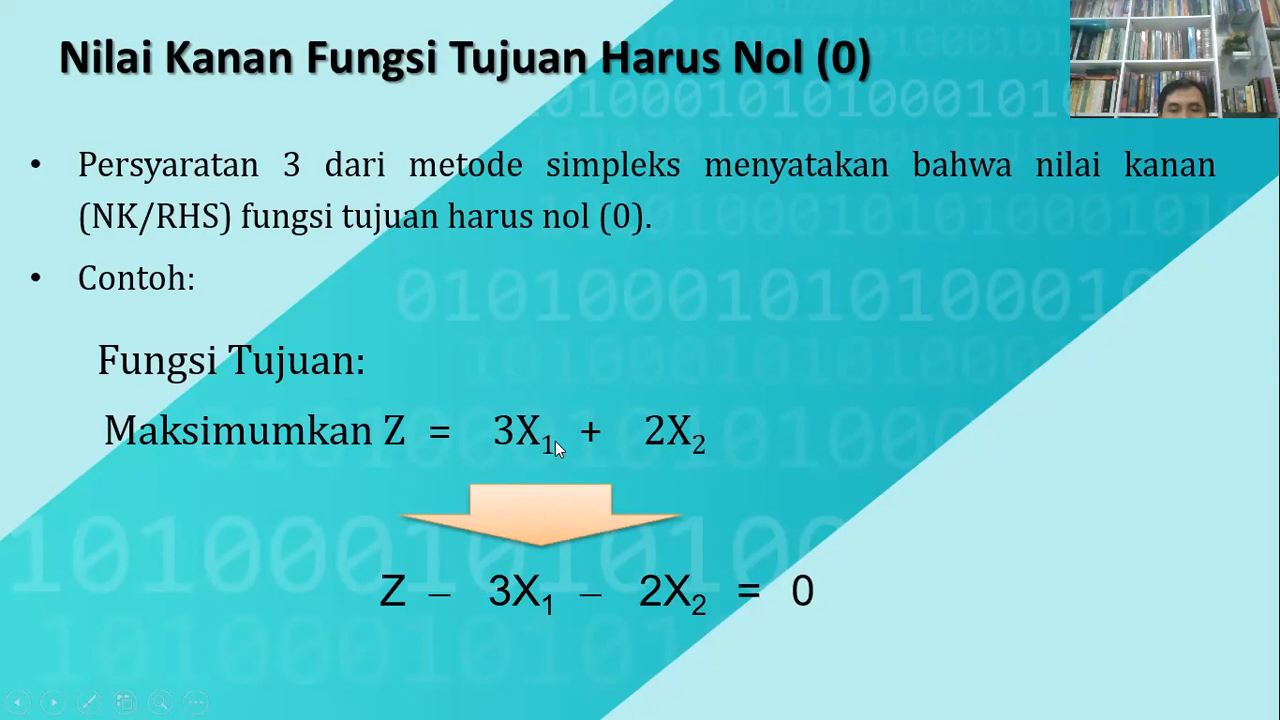 Nilai Kanan Fungsi Tujuan Harus Nol (0)
• Persyaratan 3 dari metode simpleks menyatakan bahwa nilai kanan
(NK/RHS) fungsi tujuan harus nol (0).
• Contoh:
Fungsi Tujuan:
Maksimumkan Z = 3X₁ + 2X₂
Z – 3X₁ – 2X₂ = 0